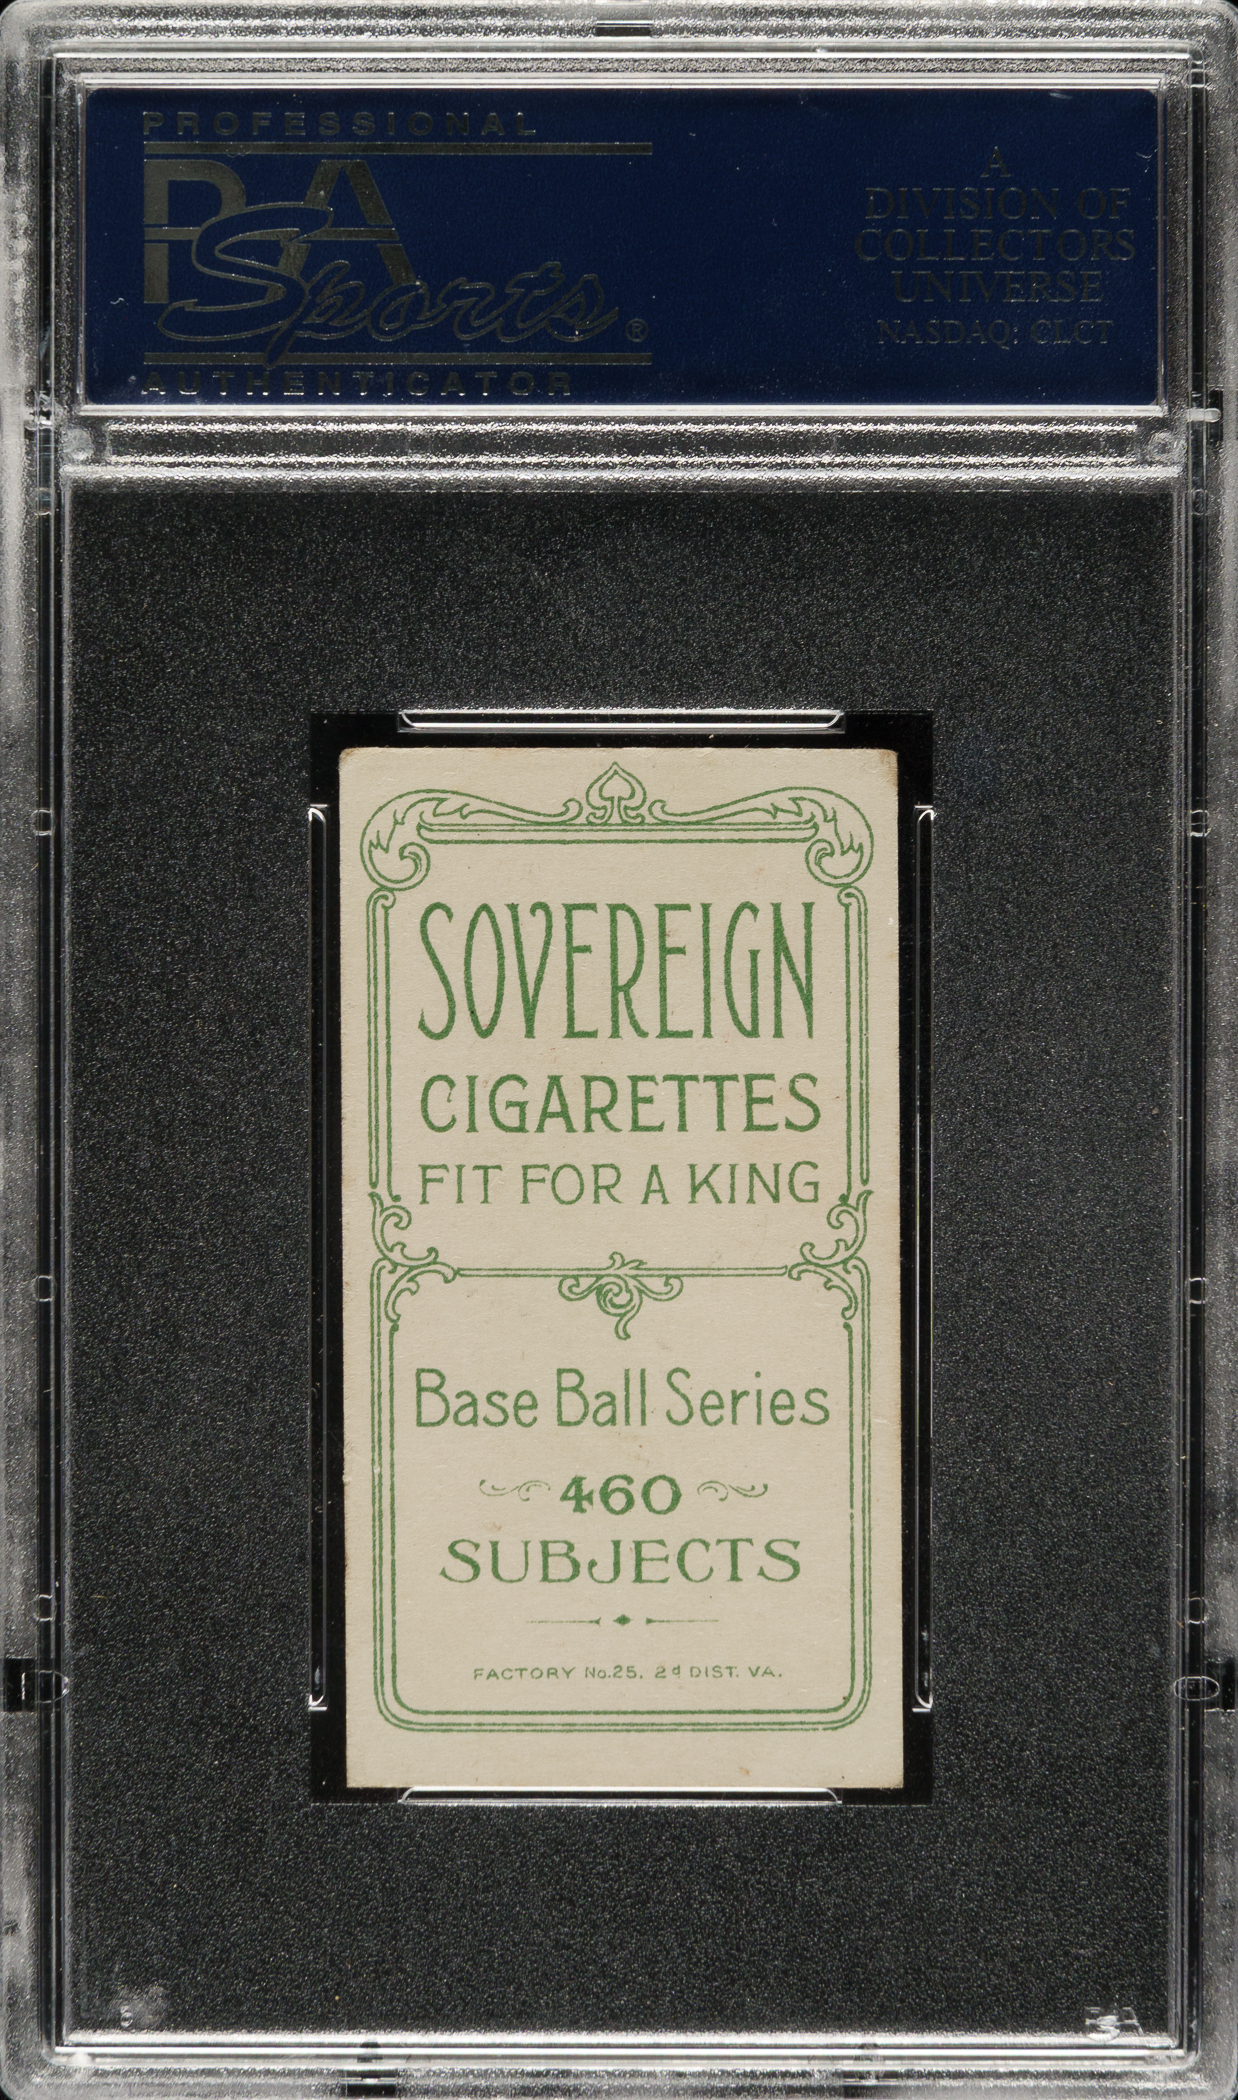 PROFESSIONAL
PSA
Sports®
AUTHENTICATOR
A
DIVISION OF
COLLECTORS
UNIVERSE
NASDAQ: CLCT
SOVEREIGN
CIGARETTES
FIT FOR A KING
Base Ball Series
460
SUBJECTS
FACTORY No.25, 2d DIST. VA.
PSA